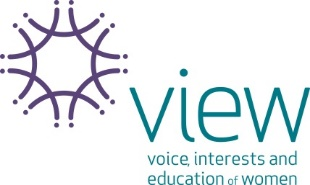 view
voice, interests and
education of women